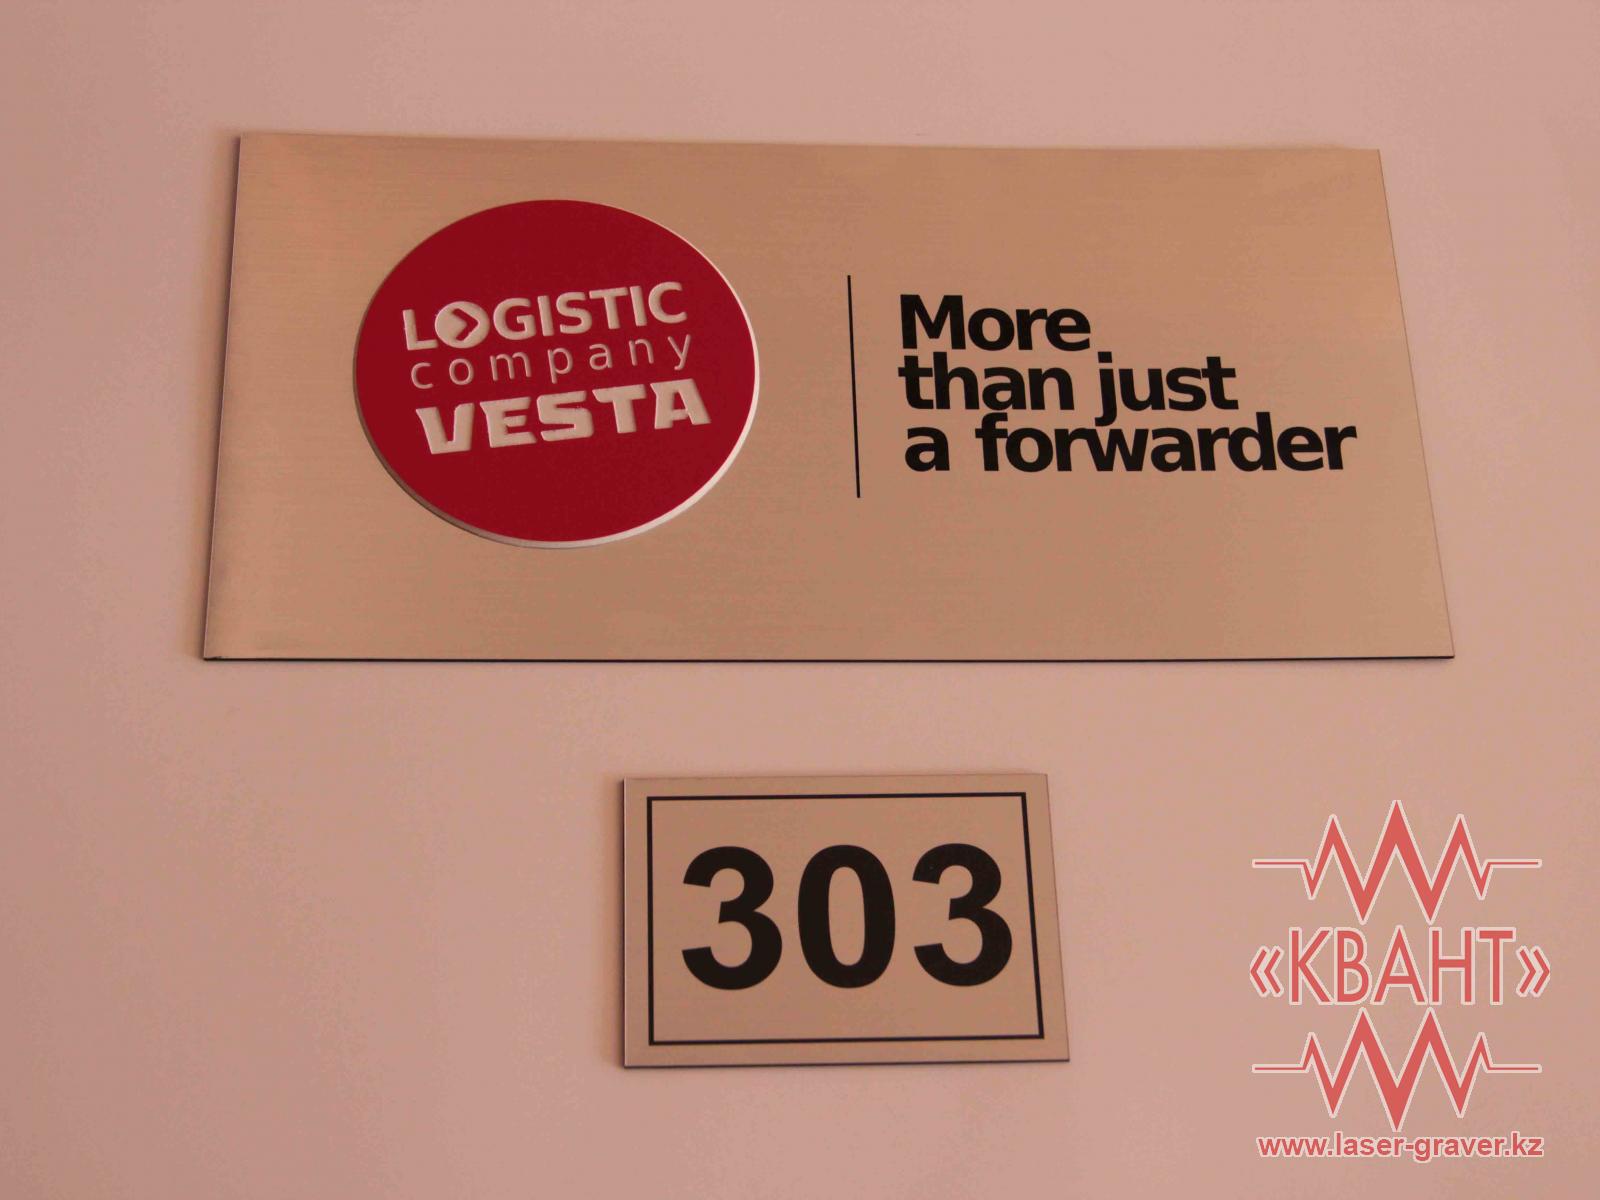 LOGISTIC
company
VESTA
More
than just
a forwarder
303
«КВАНТ»
www.laser-graver.kz